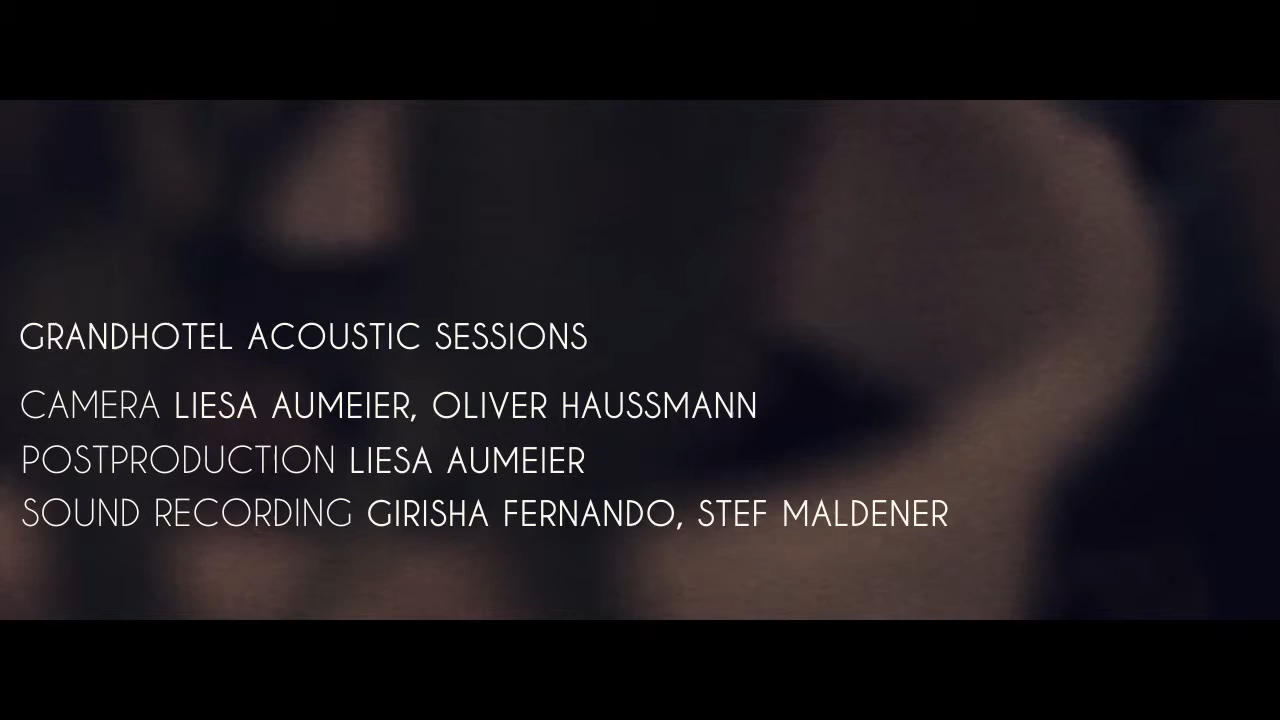 GRANDHOTEL ACOUSTIC SESSIONS
CAMERA LIESA AUMEIER, OLIVER HAUSSMANN
POSTPRODUCTION LIESA AUMEIER
SOUND RECORDING GIRISHA FERNANDO, STEF MALDENER